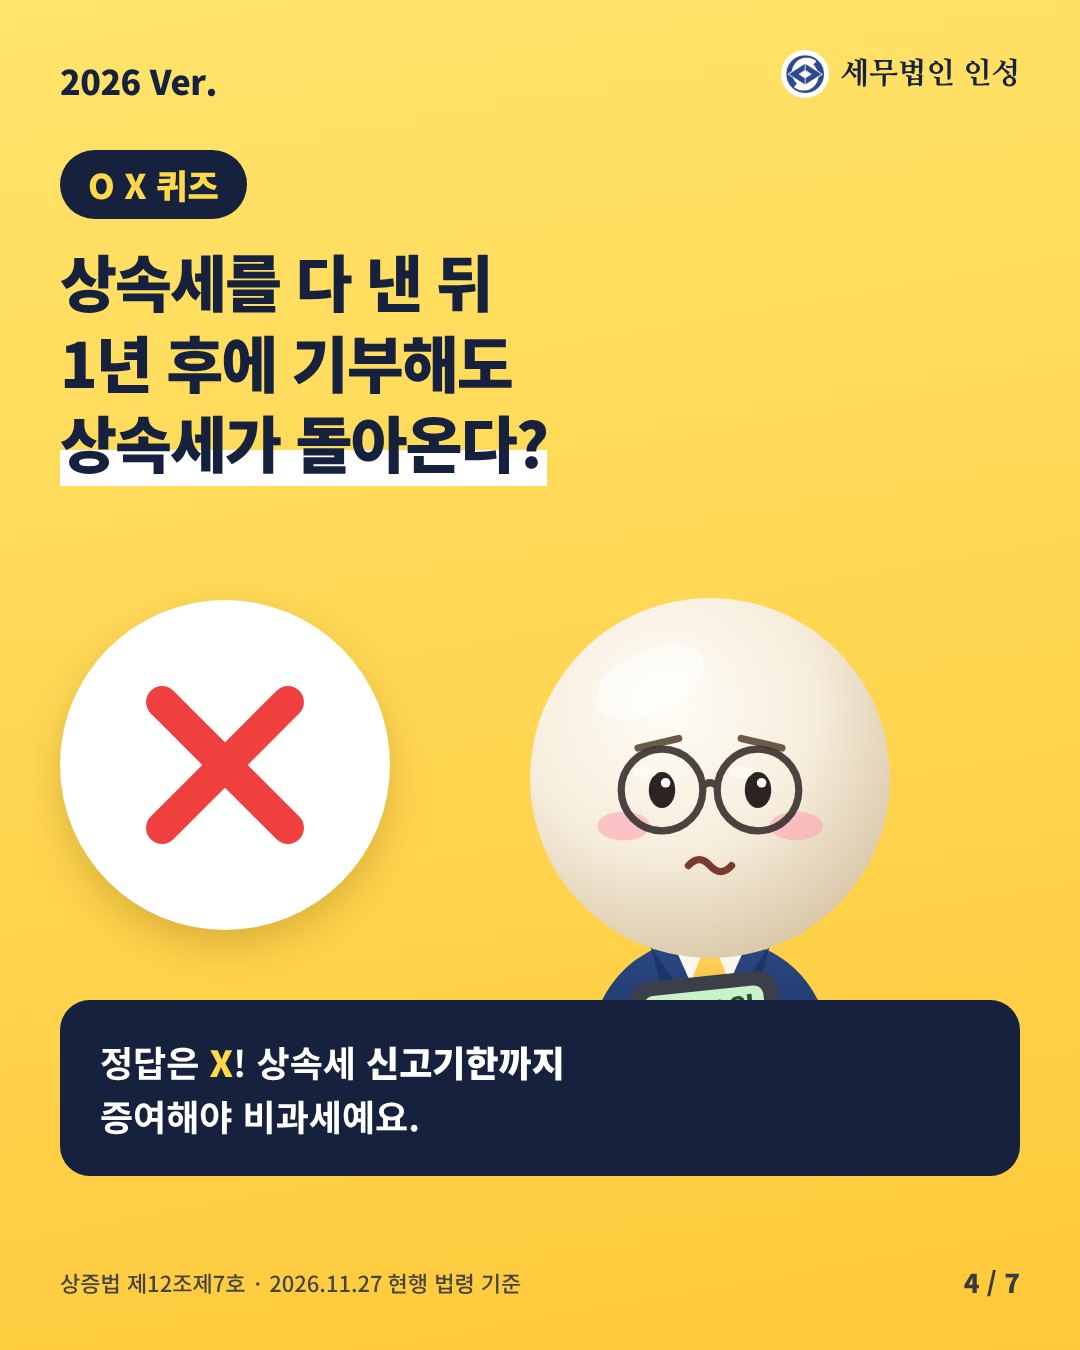 2026 Ver.
세무법인 인성
O X 퀴즈
상속세를 다 낸 뒤
1년 후에 기부해도
상속세가 돌아온다?
정답은 X! 상속세 신고기한까지
증여해야 비과세예요.
상증법 제12조제7호 · 2026.11.27 현행 법령 기준
4 / 7